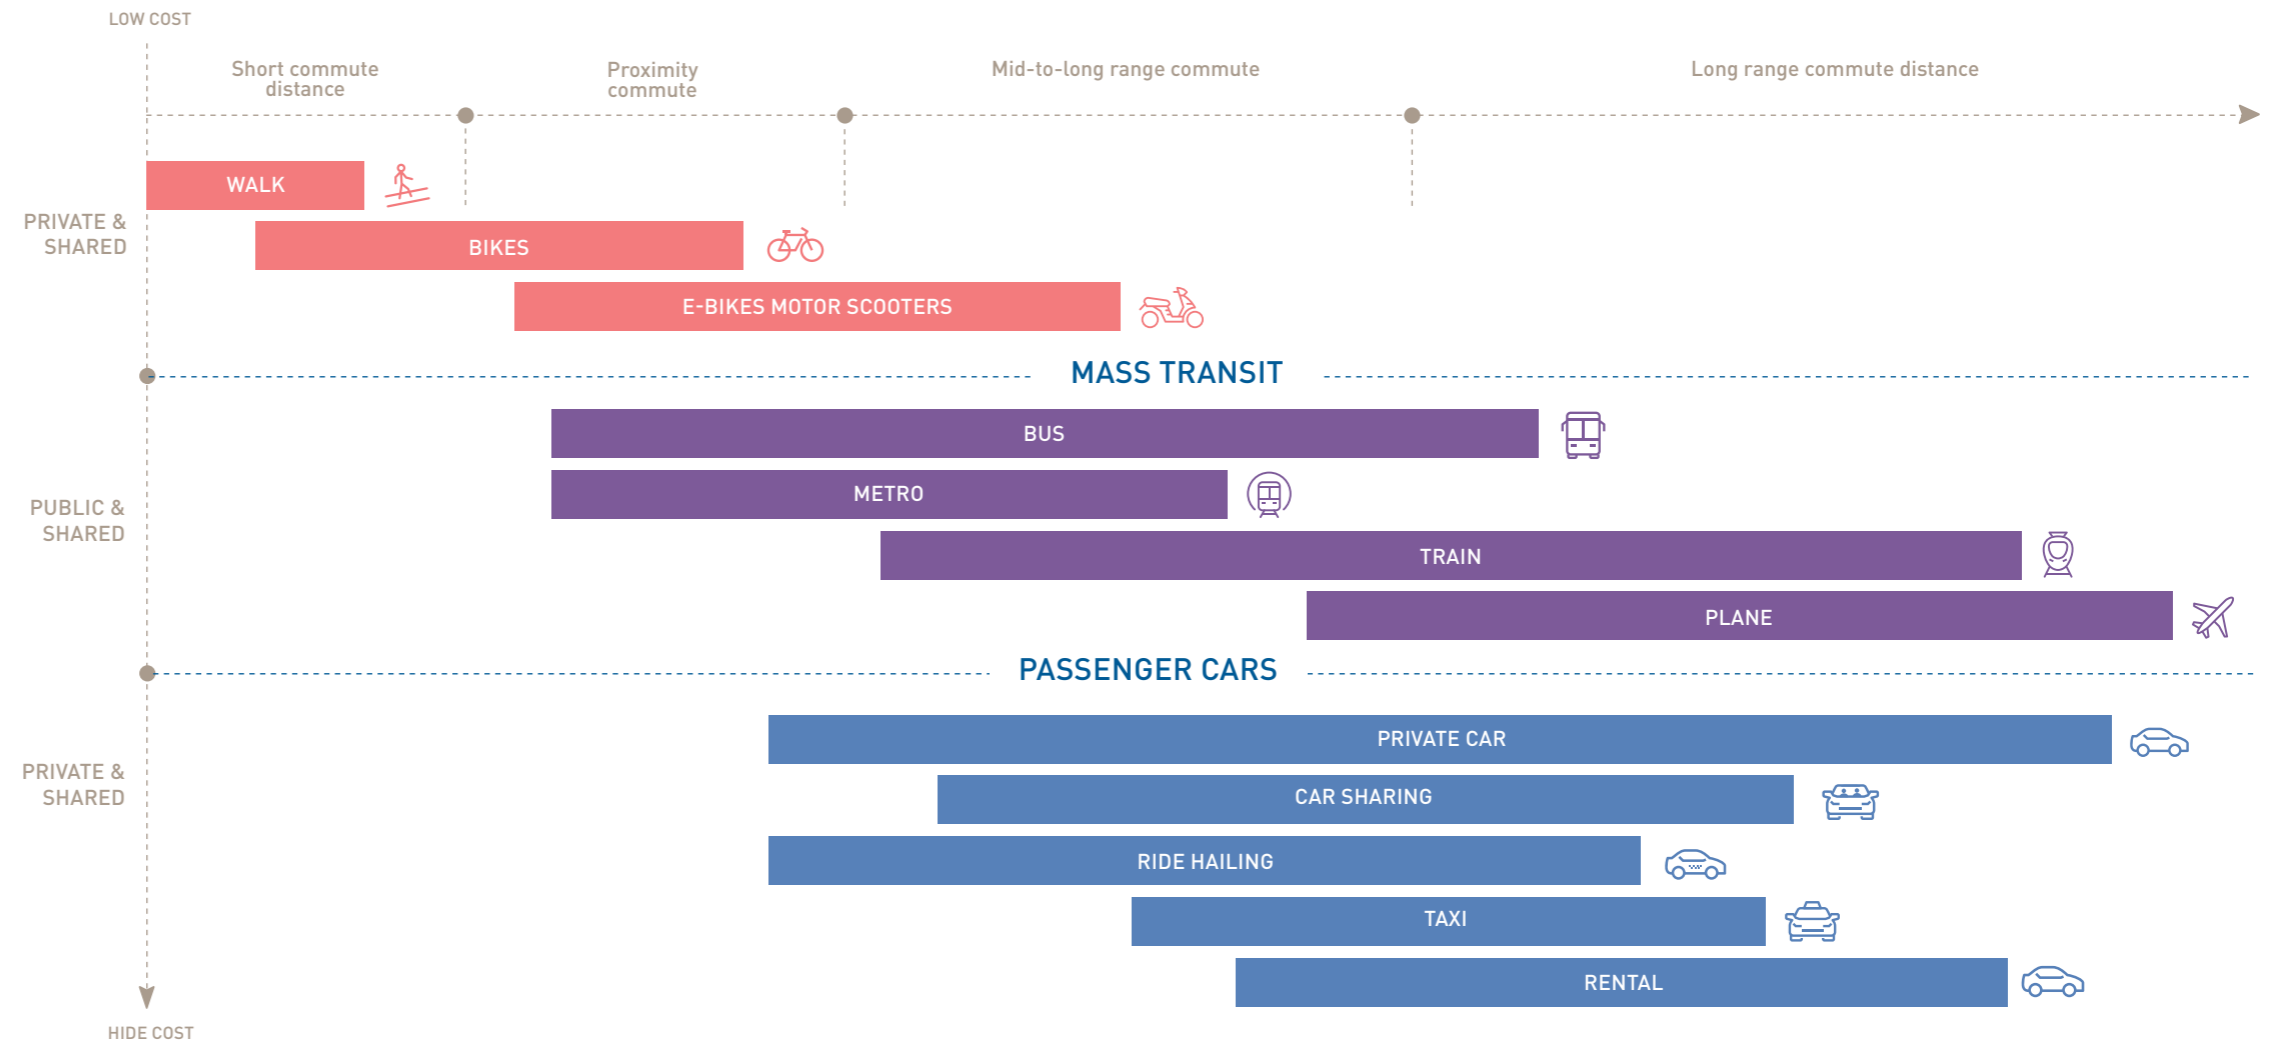 LOW COST
Short commute
distance
Proximity
commute
Mid-to-long range commute
Long range commute distance
WALK
PRIVATE &
SHARED
BIKES
E-BIKES MOTOR SCOOTERS
MASS TRANSIT
BUS
METRO
PUBLIC &
SHARED
TRAIN
PLANE
PASSENGER CARS
PRIVATE CAR
PRIVATE &
SHARED
CAR SHARING
RIDE HAILING
TAXI
RENTAL
HIDE COST